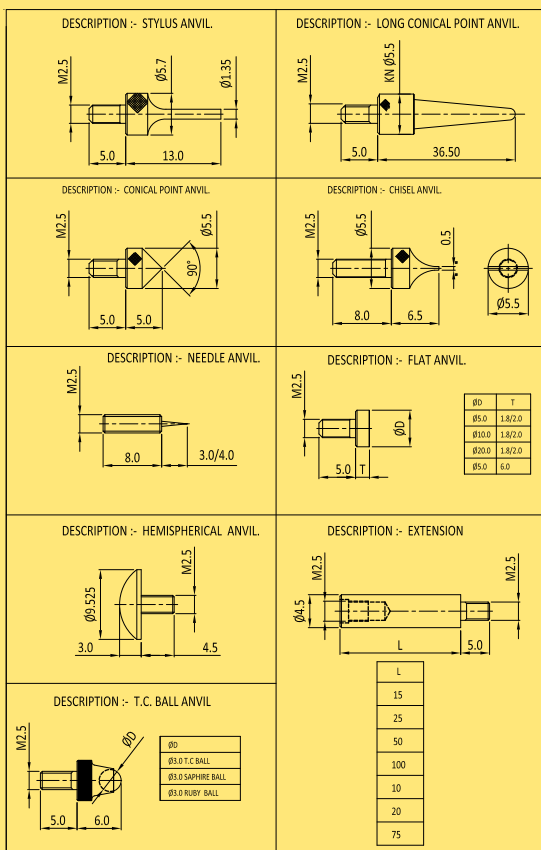 DESCRIPTION :- STYLUS ANVIL.
M2.5
Ø5.7
Ø1.35
5.0
13.0
DESCRIPTION :- LONG CONICAL POINT ANVIL.
M2.5
KN Ø5.5
5.0
36.50
DESCRIPTION :- CONICAL POINT ANVIL.
M2.5
Ø5.5
90°
5.0
5.0
DESCRIPTION :- CHISEL ANVIL.
M2.5
Ø5.5
0.5
8.0
6.5
Ø5.5
DESCRIPTION :- NEEDLE ANVIL.
M2.5
8.0
3.0/4.0
DESCRIPTION :- FLAT ANVIL.
M2.5
ØD
5.0
T
ØD T
Ø5.0 1.8/2.0
Ø10.0 1.8/2.0
Ø20.0 1.8/2.0
Ø5.0 6.0
DESCRIPTION :- HEMISPHERICAL ANVIL.
Ø9.525
M2.5
3.0
4.5
DESCRIPTION :- EXTENSION
Ø4.5
M2.5
M2.5
L
5.0
L
15
25
50
100
10
20
75
DESCRIPTION :- T.C. BALL ANVIL
M2.5
ØD
5.0
6.0
ØD
Ø3.0 T.C BALL
Ø3.0 SAPHIRE BALL
Ø3.0 RUBY BALL